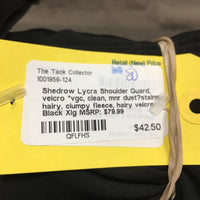 Retail (New) Price
80
The Tack Collector
1001959-124
Shedrow Lycra Shoulder Guard,
velcro *vgc, clean, mnr dust?stains,
hairy, clumpy fleece, hairy velcro
Black Xlg MSRP: $79.99
$42.50
QFLFHS